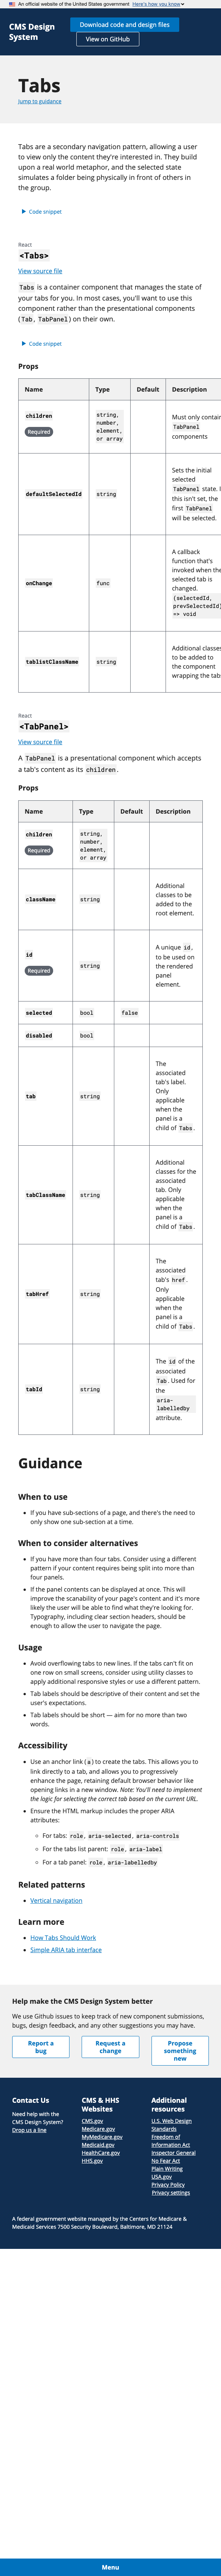 An official website of the United States government Here's how you know
CMS Design
System
Download code and design files
View on GitHub
Tabs
Jump to guidance
Tabs are a secondary navigation pattern, allowing a user
to view only the content they're interested in. They build
upon a real world metaphor, and the selected state
simulates a folder being physically in front of others in
the group.
Code snippet
React
<Tabs>
View source file
Tabs is a container component that manages the state of
your tabs for you. In most cases, you'll want to use this
component rather than the presentational components
(Tab, TabPanel) on their own.
Code snippet
Props
Name Type Default Description
children
Required
string,
number,
element,
or array
Must only contain
TabPanel
components
defaultSelectedId
string
Sets the initial
selected
TabPanel state. I
this isn't set, the
first TabPanel
will be selected.
onChange
func
A callback
function that's
invoked when the
selected tab is
changed.
(selectedId,
prevSelectedId)
=> void
tablistClassName
string
Additional classes
to be added to
the component
wrapping the tabs
React
<TabPanel>
View source file
A TabPanel is a presentational component which accepts
a tab's content as its children.
Props
Name Type Default Description
children
Required
string,
number,
element,
or array
className
string
Additional
classes to be
added to the
root element.
id
Required
string
A unique id,
to be used on
the rendered
panel
element.
selected bool false
disabled bool
tab
string
The
associated
tab's label.
Only
applicable
when the
panel is a
child of Tabs.
tabClassName
string
Additional
classes for the
associated
tab. Only
applicable
when the
panel is a
child of Tabs.
tabHref
string
The
associated
tab's href.
Only
applicable
when the
panel is a
child of Tabs.
tabId
string
The id of the
associated
Tab. Used for
the
aria-
labelledby
attribute.
Guidance
When to use
If you have sub-sections of a page, and there's the need to
only show one sub-section at a time.
When to consider alternatives
If you have more than four tabs. Consider using a different
pattern if your content requires being split into more than
four panels.
If the panel contents can be displayed at once. This will
improve the scanability of your page's content and it's more
likely the user will be able to find what they're looking for.
Typography, including clear section headers, should be
enough to allow the user to navigate the page.
Usage
Avoid overflowing tabs to new lines. If the tabs can't fit on
one row on small screens, consider using utility classes to
apply additional responsive styles or use a different pattern.
Tab labels should be descriptive of their content and set the
user's expectations.
Tab labels should be short — aim for no more than two
words.
Accessibility
Use an anchor link (a) to create the tabs. This allows you to
link directly to a tab, and allows you to progressively
enhance the page, retaining default browser behavior like
opening links in a new window. Note: You'll need to implement
the logic for selecting the correct tab based on the current URL.
Ensure the HTML markup includes the proper ARIA
attributes:
For tabs: role, aria-selected, aria-controls
For the tabs list parent: role, aria-label
For a tab panel: role, aria-labelledby
Related patterns
Vertical navigation
Learn more
How Tabs Should Work
Simple ARIA tab interface
Help make the CMS Design System better
We use Github issues to keep track of new component submissions,
bugs, design feedback, and any other suggestions you may have.
Report a
bug
Request a
change
Propose
something
new
Contact Us
Need help with the
CMS Design System?
Drop us a line
CMS & HHS
Websites
CMS.gov
Medicare.gov
MyMedicare.gov
Medicaid.gov
HealthCare.gov
HHS.gov
Additional
resources
U.S. Web Design
Standards
Freedom of
Information Act
Inspector General
No Fear Act
Plain Writing
USA.gov
Privacy Policy
Privacy settings
A federal government website managed by the Centers for Medicare &
Medicaid Services 7500 Security Boulevard, Baltimore, MD 21124
Menu